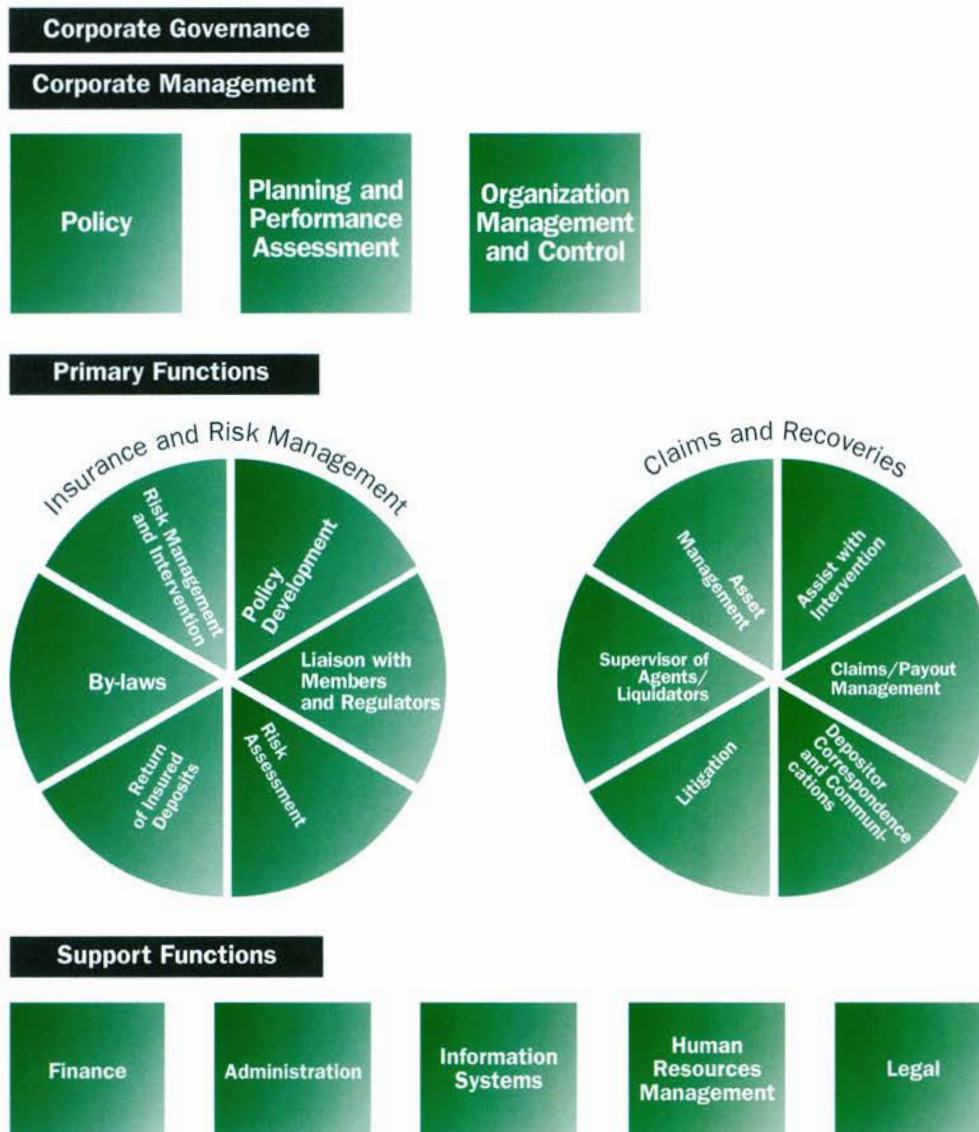 Corporate Governance
Corporate Management
Policy
Planning and
Performance
Assessment
Organization
Management
and Control
Primary Functions
Insurance and Risk Management
Risk Management
and Intervention
Policy
Development
By-laws
Liaison with
Members
and Regulators
Return
of Insured
Deposits
Risk
Assessment
Claims and Recoveries
Asset
Management
Assist with
Intervention
Supervisor of
Agents/
Liquidators
Claims/Payout
Management
Litigation
Depositor
Correspondence
and Communi-
cations
Support Functions
Finance
Administration
Information
Systems
Human
Resources
Management
Legal